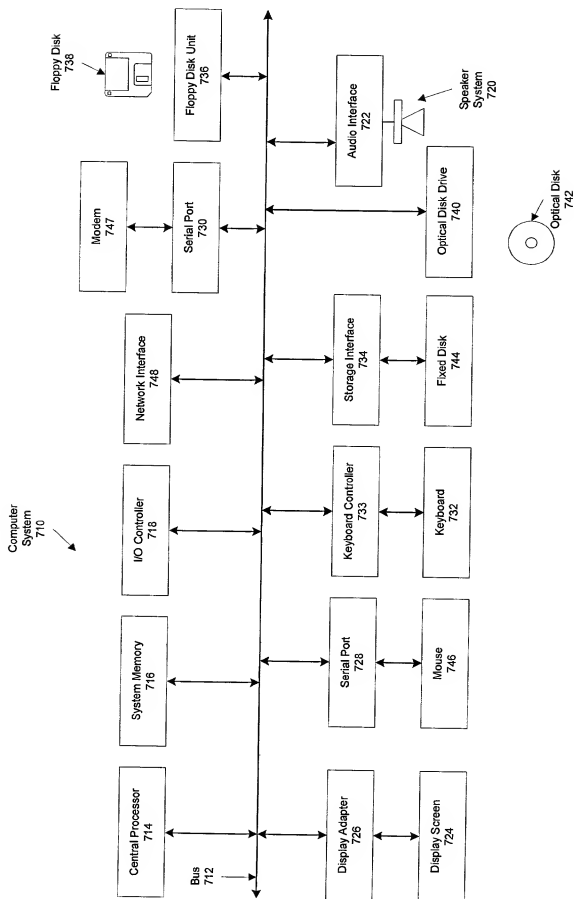 Computer
System
710
Central Processor
714
System Memory
716
I/O Controller
718
Network Interface
748
Modem
747
Serial Port
730
Floppy Disk
738
Floppy Disk Unit
736
Bus
712
Display Adapter
726
Display Screen
724
Serial Port
728
Mouse
746
Keyboard Controller
733
Keyboard
732
Storage Interface
734
Fixed Disk
744
Optical Disk Drive
740
Optical Disk
742
Audio Interface
722
Speaker
System
720